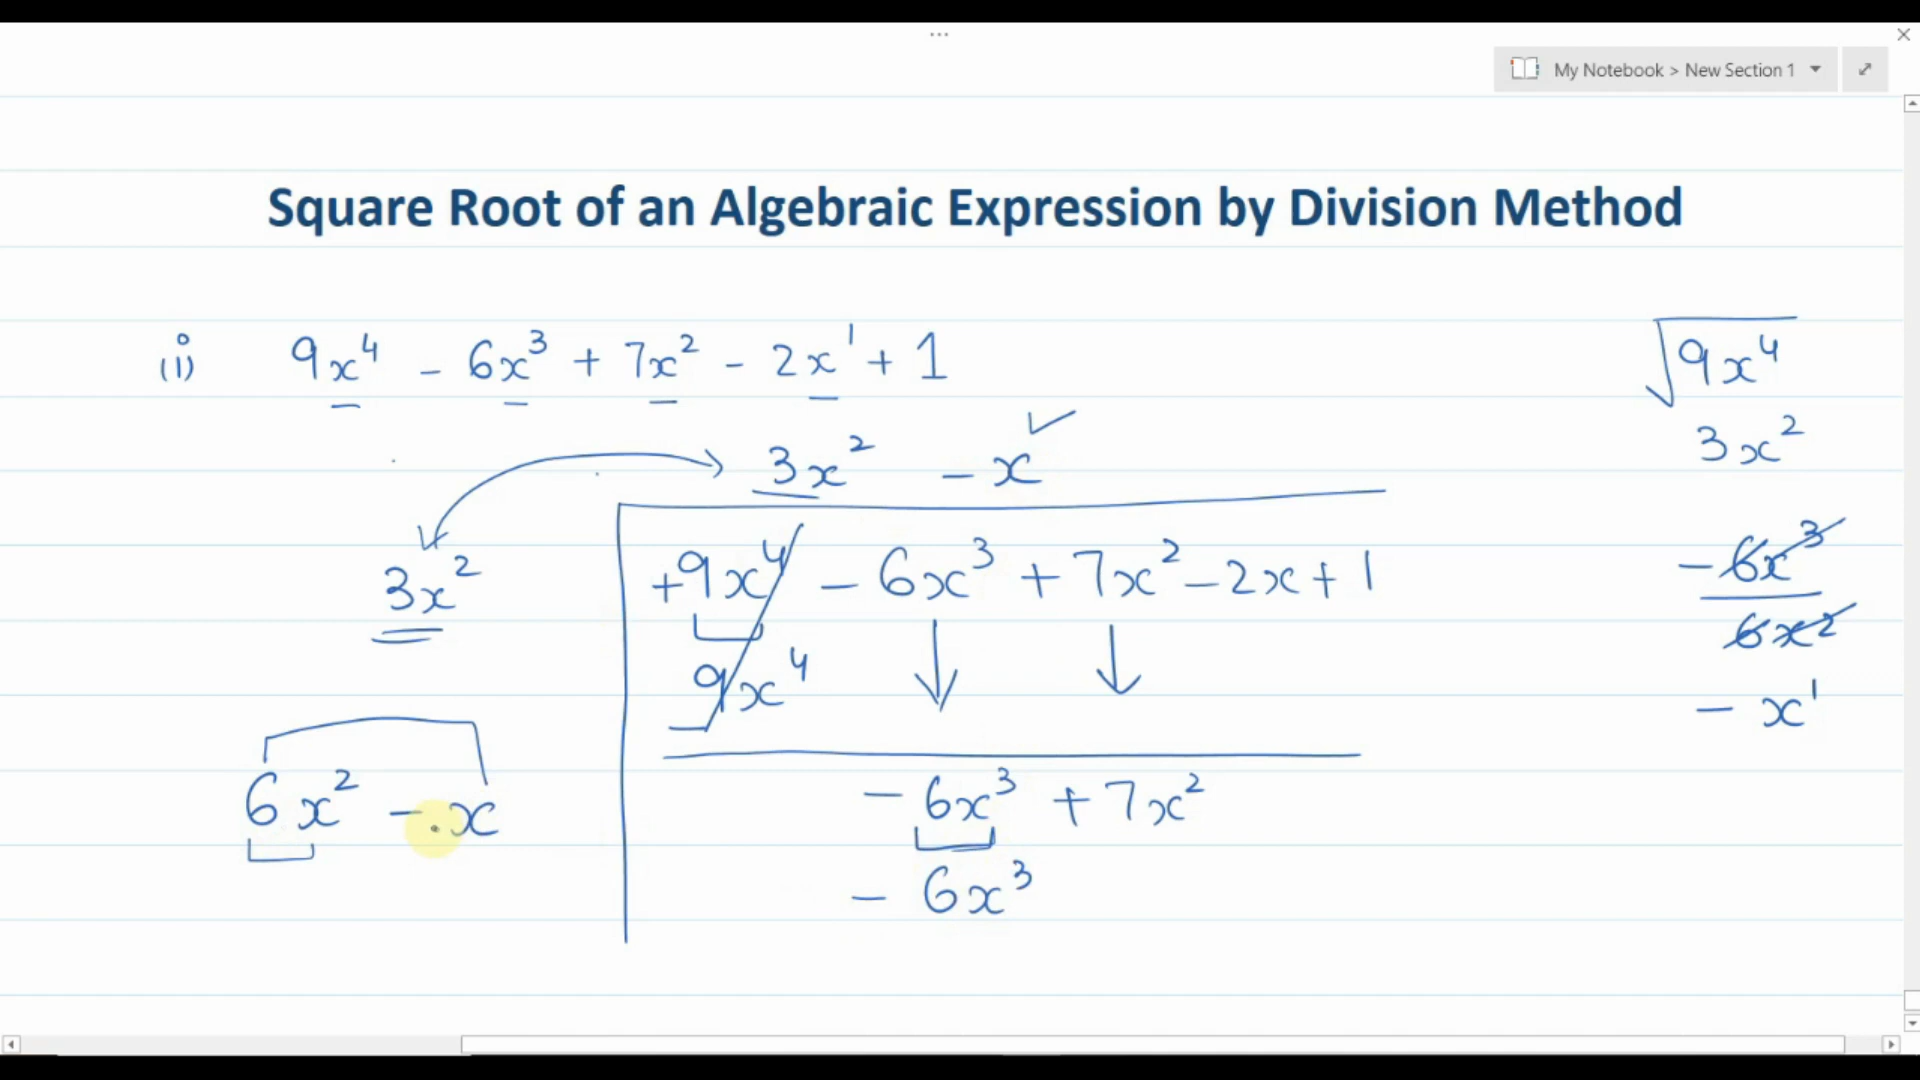 My Notebook > New Section 1
Square Root of an Algebraic Expression by Division Method
(i) 9x⁴ - 6x³ + 7x² - 2x¹ + 1
√9x⁴
3x²
3x² - x
3x²
+9x⁴ - 6x³ + 7x² - 2x + 1
9x⁴
-6x³
6x²
- x¹
6x² - x
- 6x³ + 7x²
- 6x³